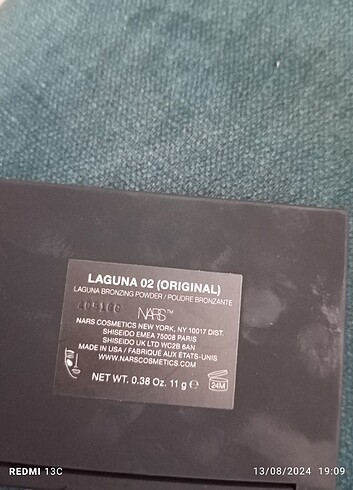 LAGUNA 02 (ORIGINAL)
LAGUNA BRONZING POWDER / POUDRE BRONZANTE
NARS™
NARS COSMETICS NEW YORK, NY 10017 DIST.
SHISEIDO EMEA 75008 PARIS
SHISEIDO UK LTD WC2B 6AN
MADE IN USA / FABRIQUÉ AUX ÉTATS-UNIS
WWW.NARSCOSMETICS.COM
NET WT. 0.38 Oz. 11 g ℮
24M
REDMI 13C
13/08/2024 19:09